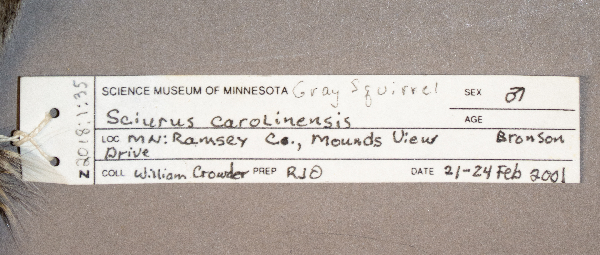 Z2018:1:35
SCIENCE MUSEUM OF MINNESOTA Gray Squirrel SEX ♂
Sciurus carolinensis AGE
LOC MN: Ramsey Co., Mounds View Bronson
Drive
COLL William Crowder PREP RJO DATE 21-24 Feb 2001